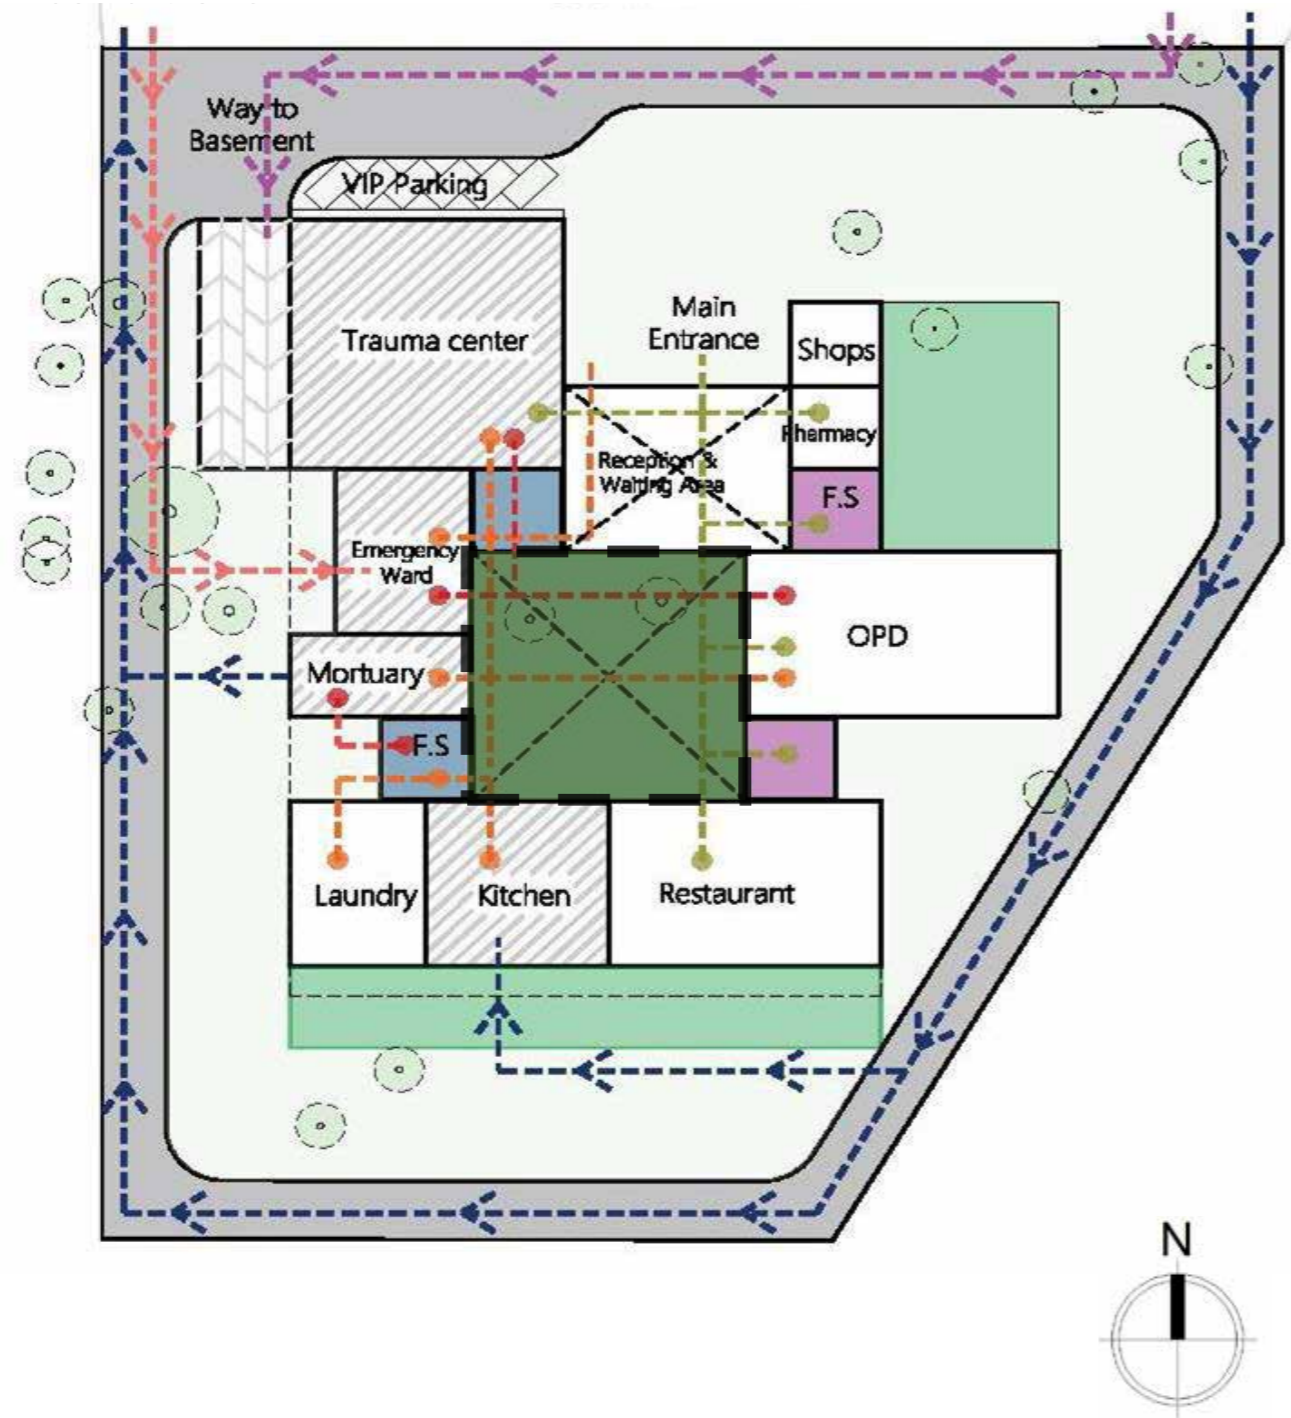 Way to
Basement
VIP Parking
Trauma center
Main
Entrance
Shops
Pharmacy
Reception &
Waiting Area
F.S
Emergency
Ward
OPD
Mortuary
F.S
Laundry
Kitchen
Restaurant
N